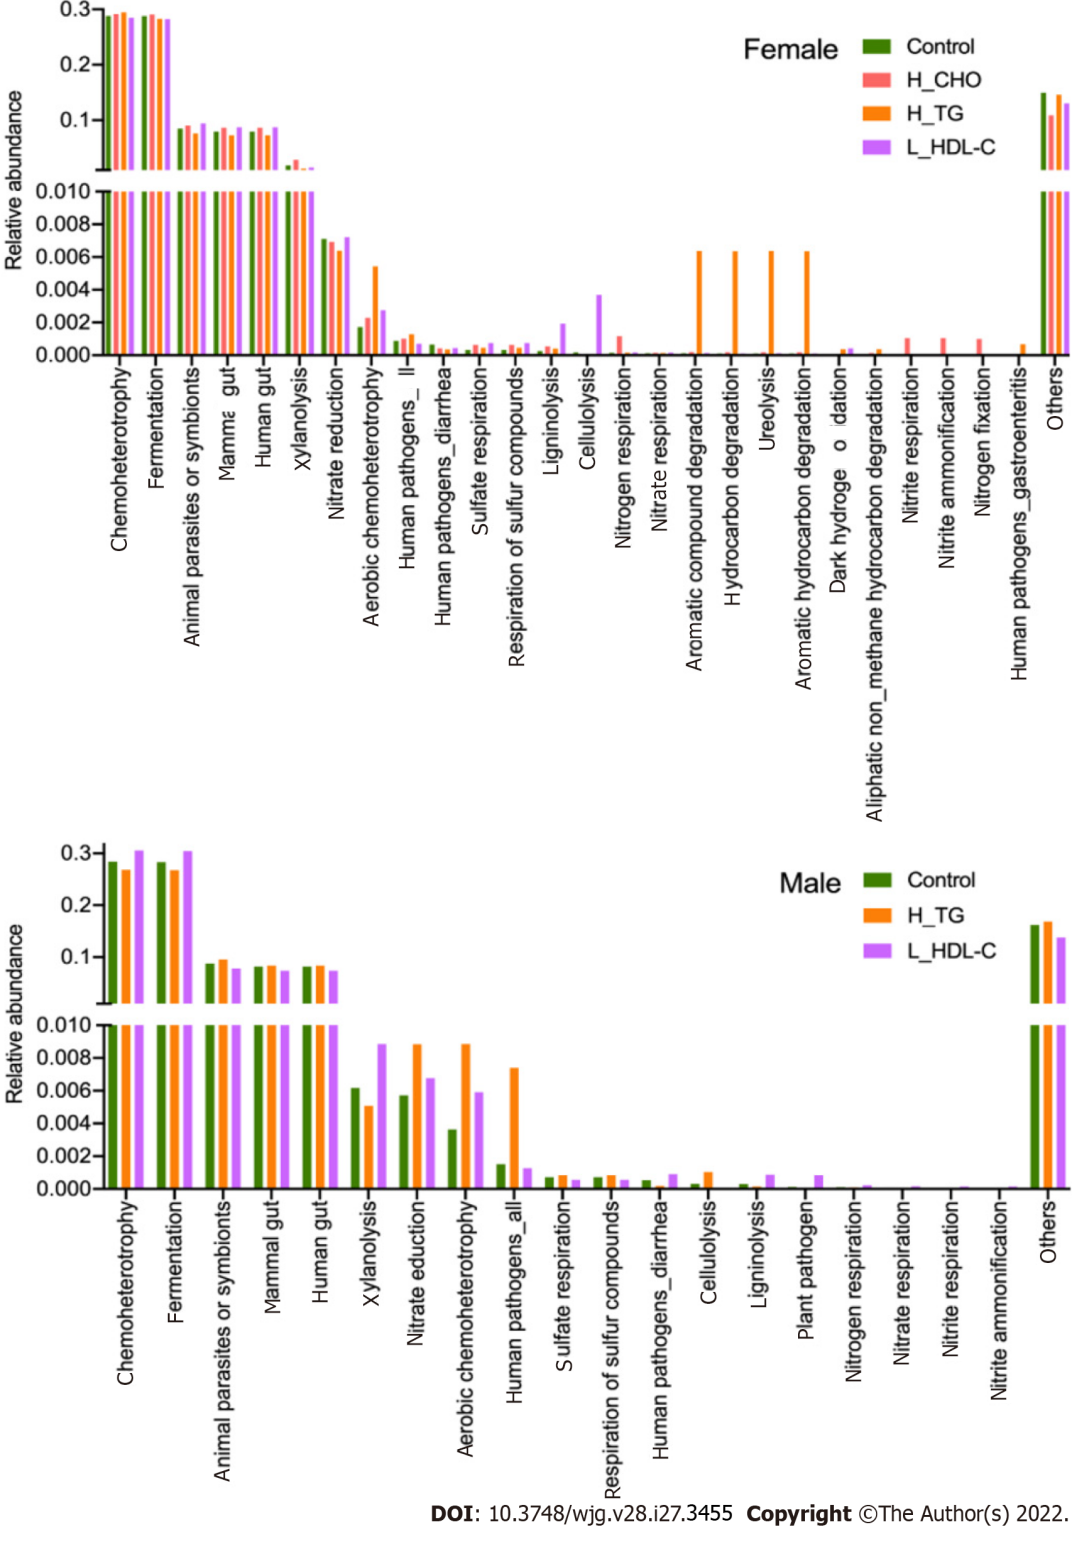 Female
Control
H_CHO
H_TG
L_HDL-C
Relative abundance
0.3
0.2
0.1
0.010
0.008
0.006
0.004
0.002
0.000
Chemoheterotrophy
Fermentation
Animal parasites or symbionts
gut
Human gut
Xylanolysis
Nitrate reduction
Aerobic chemoheterotrophy
Human pathogens_ ll
Human pathogens_diarrhea
Sulfate respiration
Respiration of sulfur compounds
Ligninolysis
Cellulolysis
Nitrogen respiration
Nitrate respiration
Aromatic compound degradation
Hydrocarbon degradation
Ureolysis
Aromatic hydrocarbon degradation
Dark hydroge o idation
Aliphatic non_methane hydrocarbon degradation
Nitrite respiration
Nitrite ammonification
Nitrogen fixation
Human pathogens_gastroenteritis
Others
Male
Control
H_TG
L_HDL-C
Relative abundance
0.3
0.2
0.1
0.010
0.008
0.006
0.004
0.002
0.000
Chemoheterotrophy
Fermentation
Animal parasites or symbionts
Mammal gut
Human gut
Xylanolysis
Nitrate eduction
Aerobic chemoheterotrophy
Human pathogens_all
Sulfate respiration
Respiration of sulfur compounds
Human pathogens_diarrhea
Cellulolysis
Ligninolysis
Plant pathogen
Nitrogen respiration
Nitrate respiration
Nitrite respiration
Nitrite ammonification
Others
DOI: 10.3748/wjg.v28.i27.3455 Copyright ©The Author(s) 2022.